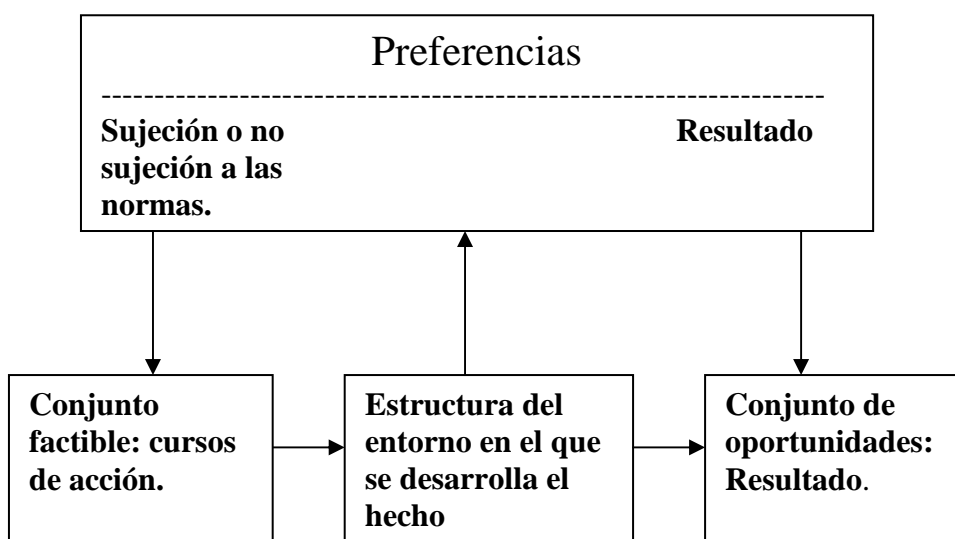 Preferencias
-----------------------------------------------------------------------
Sujeción o no
sujeción a las
normas.
Resultado
Conjunto
factible: cursos
de acción.
Estructura del
entorno en el que
se desarrolla el
hecho
Conjunto de
oportunidades:
Resultado.